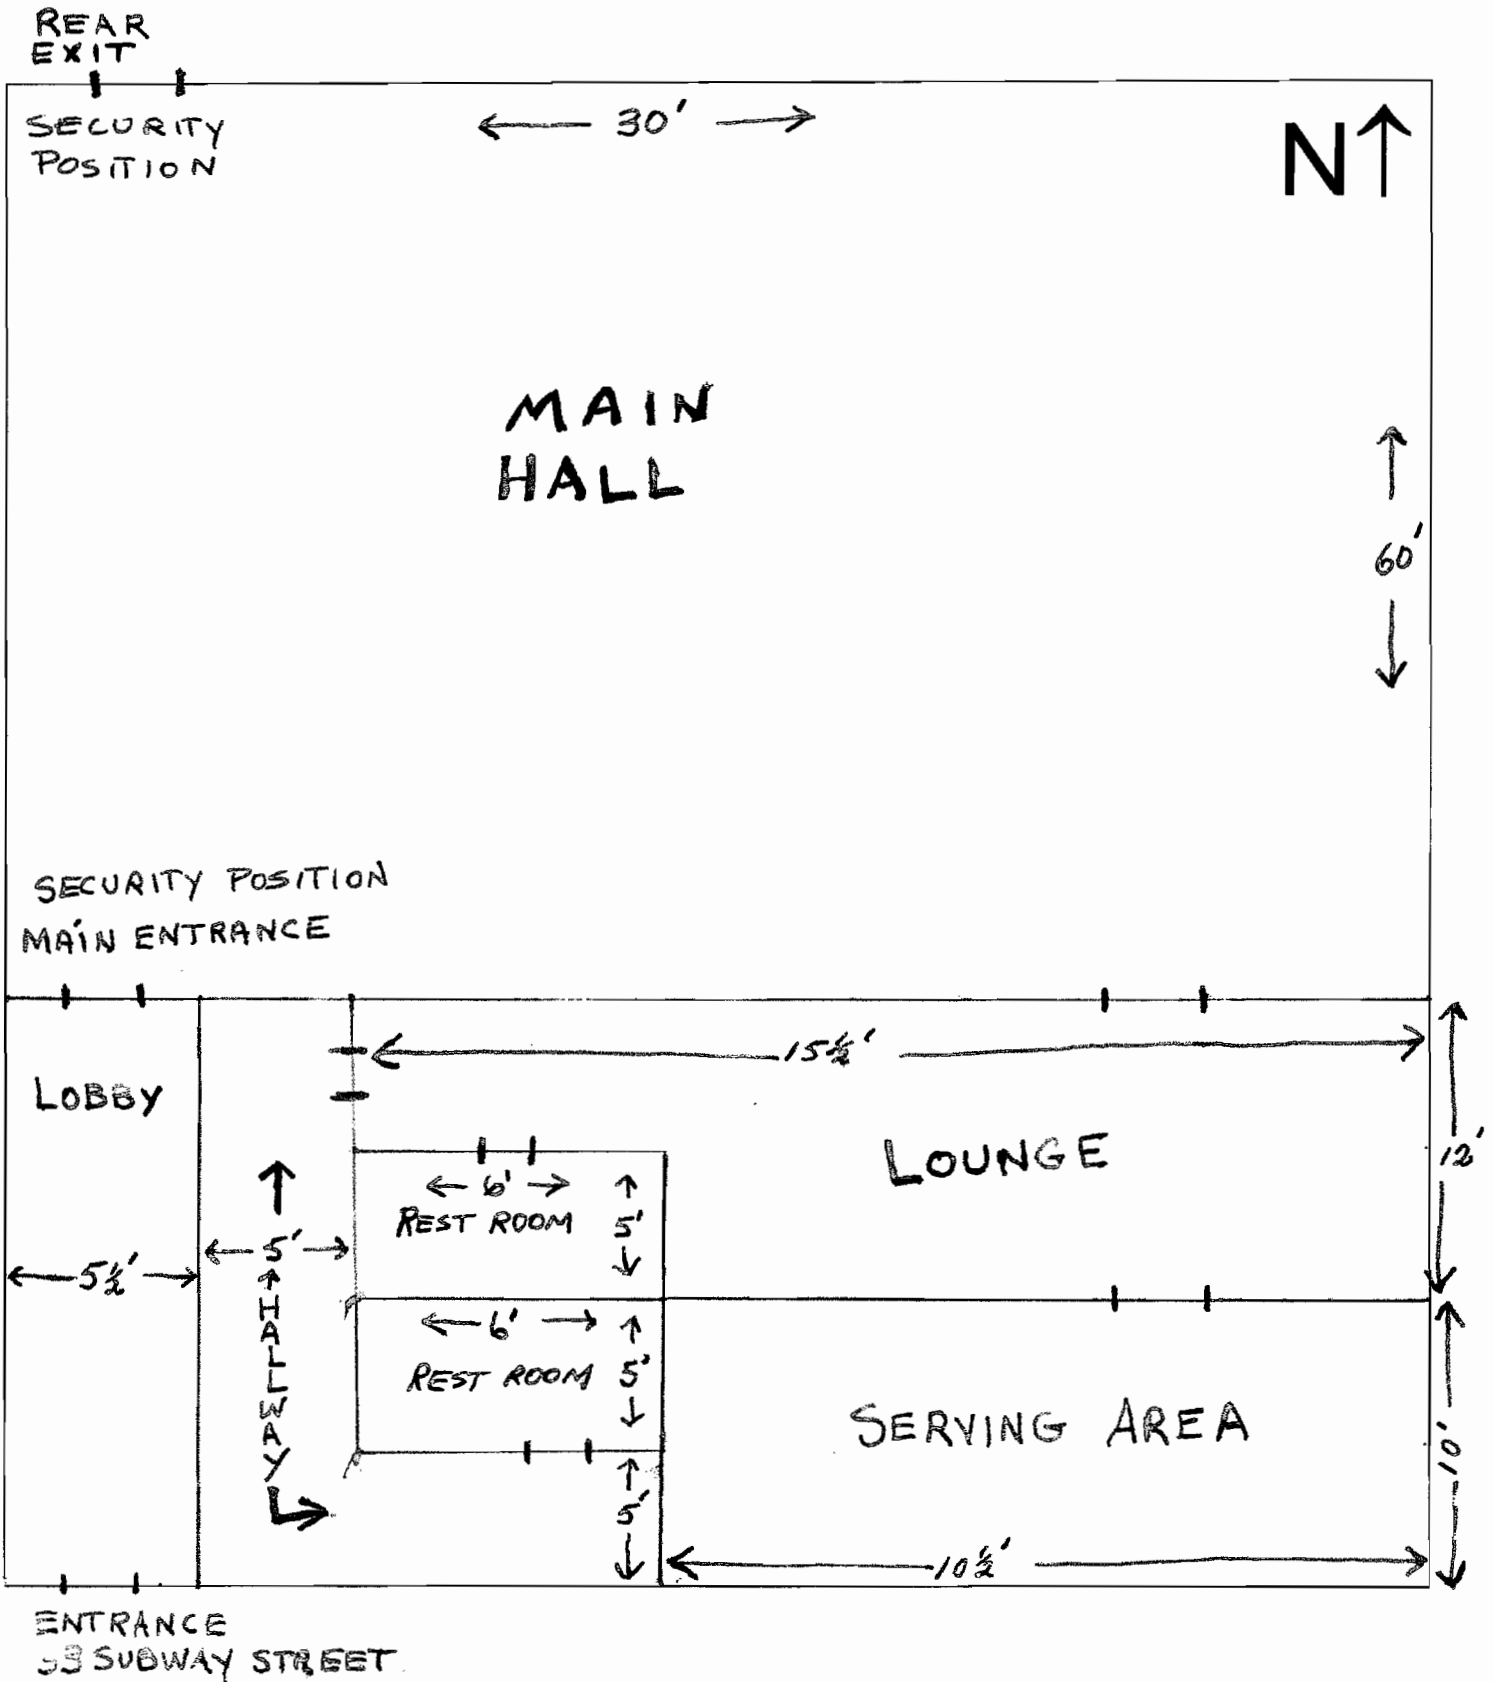 REAR
EXIT
SECURITY
POSITION
30'
N
MAIN
HALL
60'
SECURITY POSITION
MAIN ENTRANCE
15½'
LOBBY
LOUNGE
12'
6'
REST ROOM
5'
5'
5½'
HALLWAY
6'
REST ROOM
5'
SERVING AREA
10'
5'
10½'
ENTRANCE
SUBWAY STREET